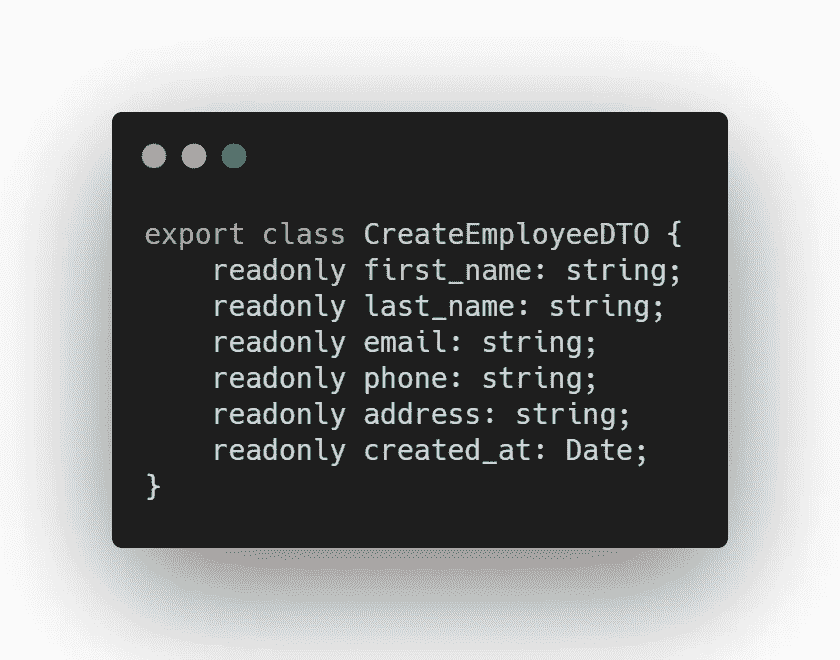 export class CreateEmployeeDTO {
    readonly first_name: string;
    readonly last_name: string;
    readonly email: string;
    readonly phone: string;
    readonly address: string;
    readonly created_at: Date;
}